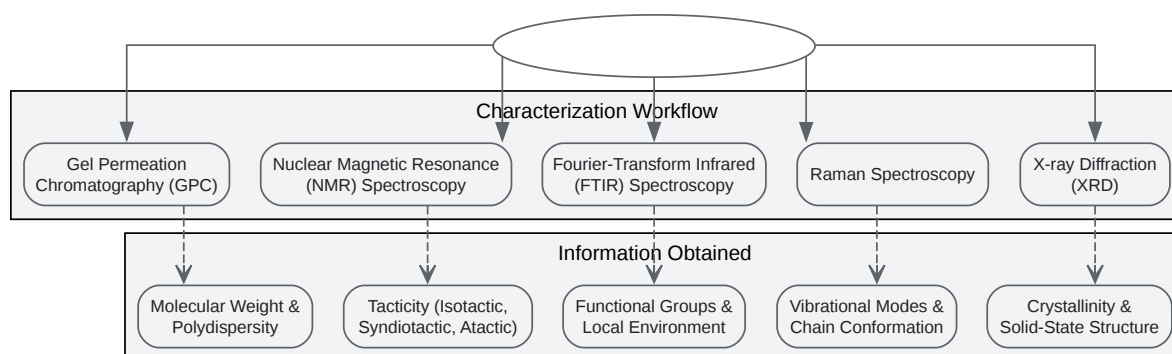 Characterization Workflow
Gel Permeation
Chromatography (GPC)
Nuclear Magnetic Resonance
(NMR) Spectroscopy
Fourier-Transform Infrared
(FTIR) Spectroscopy
Raman Spectroscopy
X-ray Diffraction
(XRD)
Information Obtained
Molecular Weight &
Polydispersity
Tacticity (Isotactic,
Syndiotactic, Atactic)
Functional Groups &
Local Environment
Vibrational Modes &
Chain Conformation
Crystallinity &
Solid-State Structure